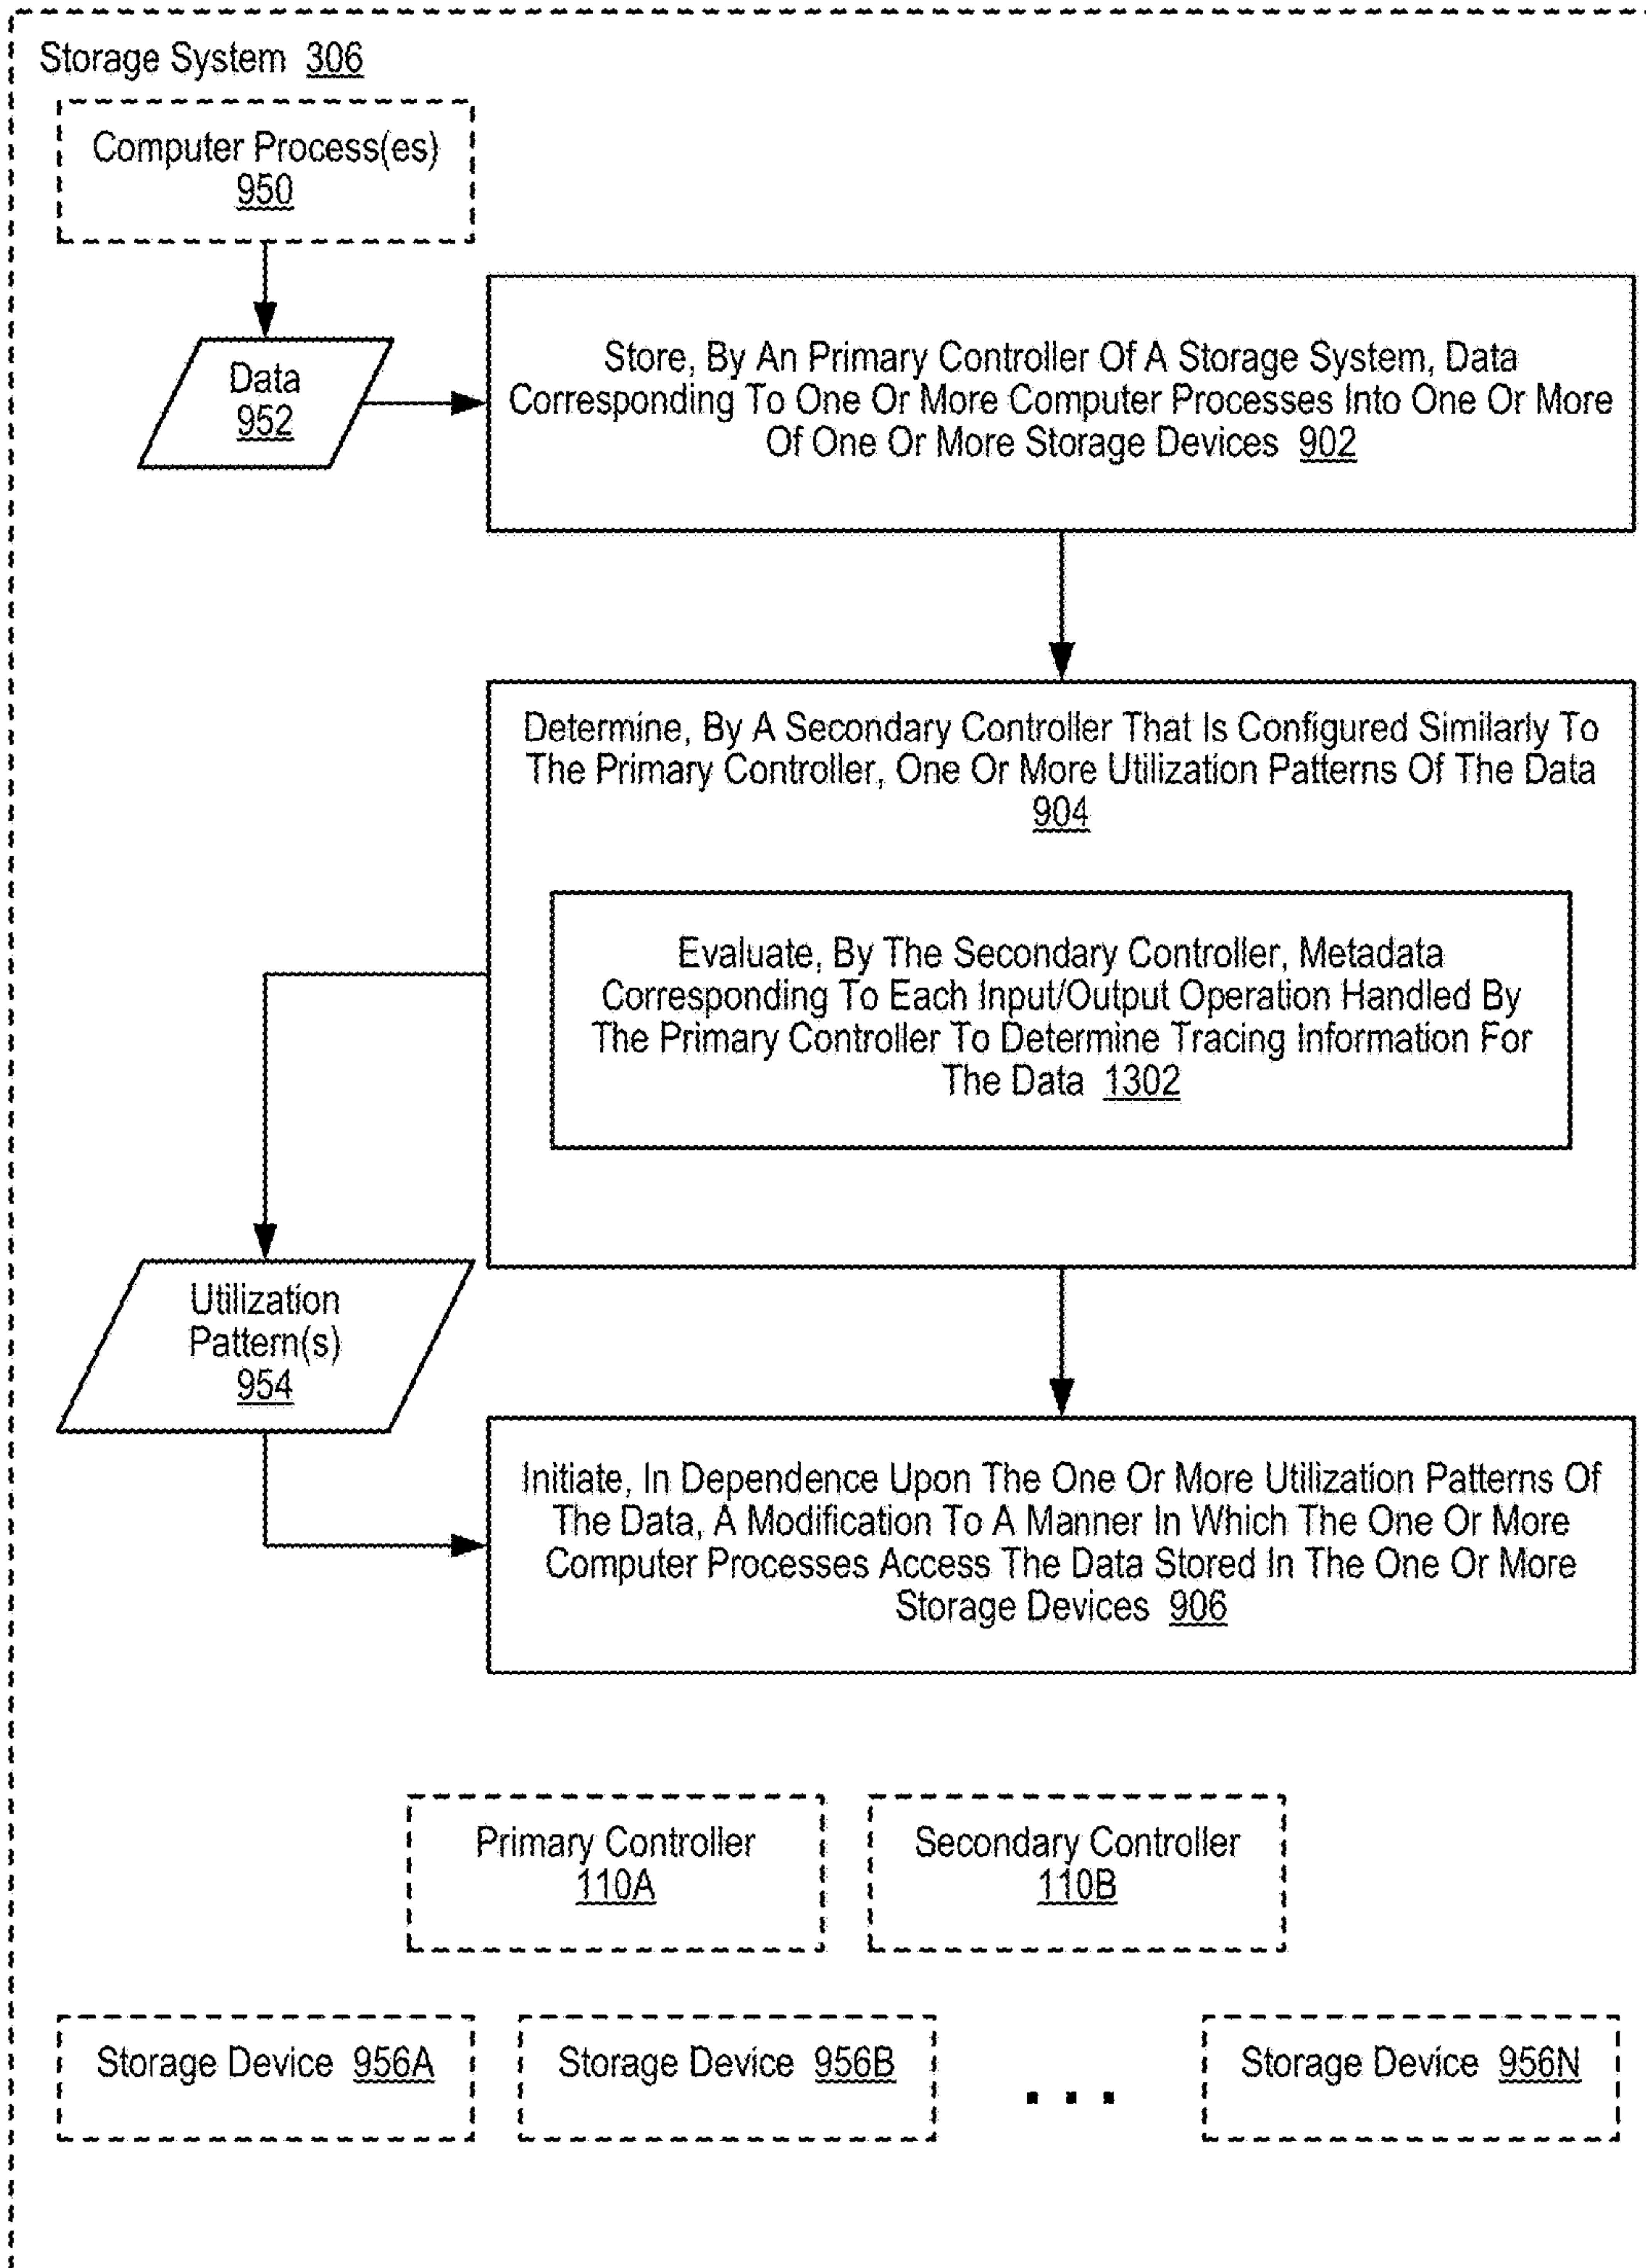 Storage System 306
Computer Process(es)
950
Data
952
Store, By An Primary Controller Of A Storage System, Data
Corresponding To One Or More Computer Processes Into One Or More
Of One Or More Storage Devices 902
Determine, By A Secondary Controller That Is Configured Similarly To
The Primary Controller, One Or More Utilization Patterns Of The Data
904
Evaluate, By The Secondary Controller, Metadata
Corresponding To Each Input/Output Operation Handled By
The Primary Controller To Determine Tracing Information For
The Data 1302
Utilization
Pattern(s)
954
Initiate, In Dependence Upon The One Or More Utilization Patterns Of
The Data, A Modification To A Manner In Which The One Or More
Computer Processes Access The Data Stored In The One Or More
Storage Devices 906
Primary Controller
110A
Secondary Controller
110B
Storage Device 956A
Storage Device 956B
. . .
Storage Device 956N